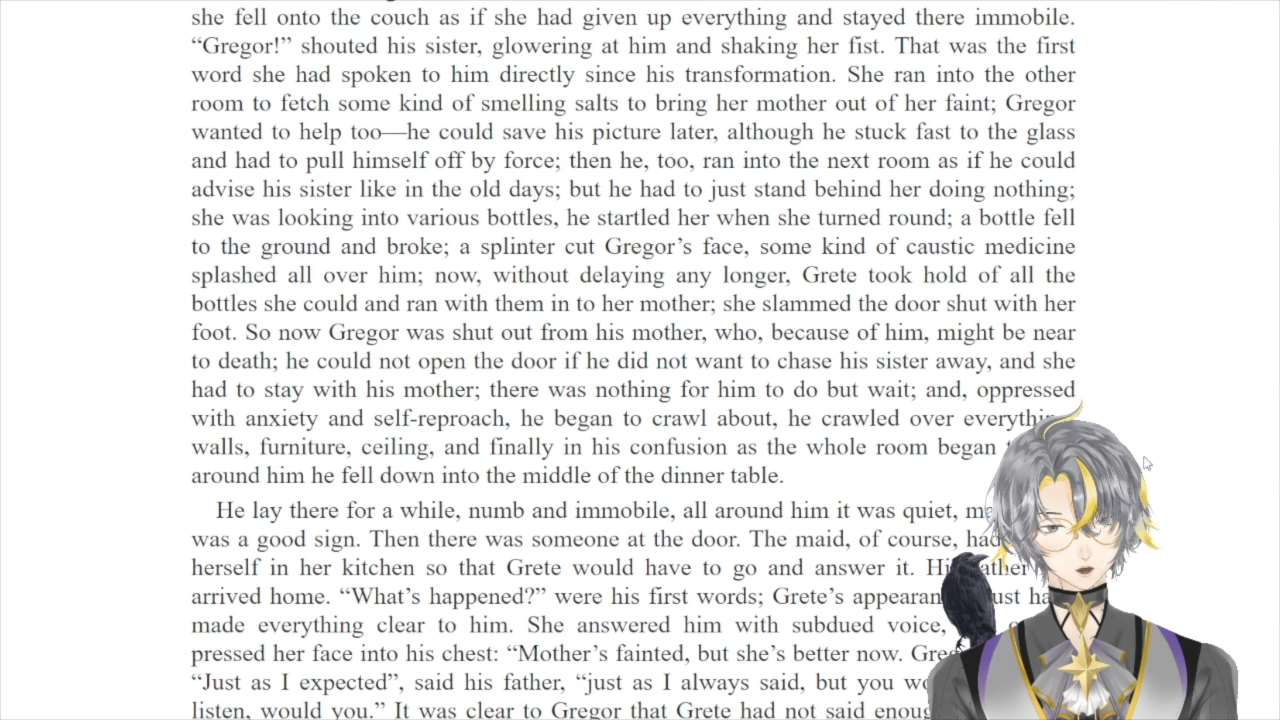 she fell onto the couch as if she had given up everything and stayed there immobile.
“Gregor!” shouted his sister, glowering at him and shaking her fist. That was the first
word she had spoken to him directly since his transformation. She ran into the other
room to fetch some kind of smelling salts to bring her mother out of her faint; Gregor
wanted to help too—he could save his picture later, although he stuck fast to the glass
and had to pull himself off by force; then he, too, ran into the next room as if he could
advise his sister like in the old days; but he had to just stand behind her doing nothing;
she was looking into various bottles, he startled her when she turned round; a bottle fell
to the ground and broke; a splinter cut Gregor’s face, some kind of caustic medicine
splashed all over him; now, without delaying any longer, Grete took hold of all the
bottles she could and ran with them in to her mother; she slammed the door shut with her
foot. So now Gregor was shut out from his mother, who, because of him, might be near
to death; he could not open the door if he did not want to chase his sister away, and she
had to stay with his mother; there was nothing for him to do but wait; and, oppressed
with anxiety and self-reproach, he began to crawl about, he crawled over
walls, furniture, ceiling, and finally in his confusion as the whole room began
around him he fell down into the middle of the dinner table.
He lay there for a while, numb and immobile, all around him it was quiet,
was a good sign. Then there was someone at the door. The maid, of course,
herself in her kitchen so that Grete would have to go and answer it.
arrived home. “What’s happened?” were his first words; Grete’s
made everything clear to him. She answered him with subdued voice,
pressed her face into his chest: “Mother’s fainted, but she’s better now.
“Just as I expected”, said his father, “just as I always said, but you
listen, would you.” It was clear to Gregor that Grete had not said